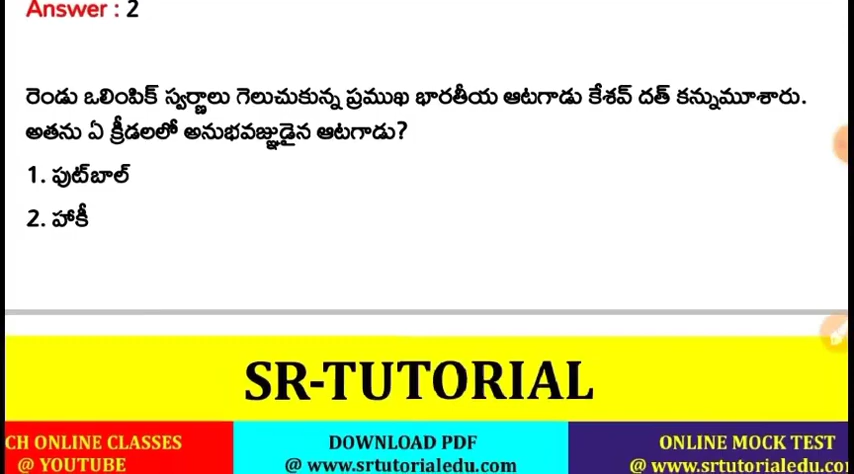 Answer : 2
రెండు ఒలింపిక్ స్వర్ణాలు గెలుచుకున్న ప్రముఖ భారతీయ ఆటగాడు కేశవ్ దత్ కన్నుమూశారు.
అతను ఏ క్రీడలలో అనుభవజ్ఞుడైన ఆటగాడు?
1. ఫుట్‌బాల్
2. హాకీ
SR-TUTORIAL
CH ONLINE CLASSES
@ YOUTUBE
DOWNLOAD PDF
@ www.srtutorialedu.com
ONLINE MOCK TEST
@ www.srtutorialedu.co